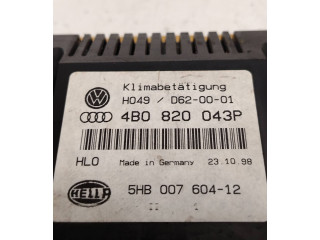 Klimabetätigung
H049 / D62-00-01
4B0 820 043P
HL0 Made in Germany 23.10.98
HELLA 5HB 007 604-12